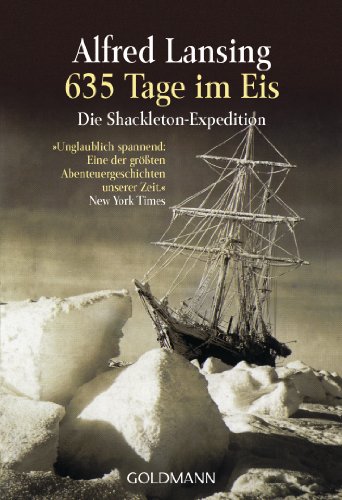 Alfred Lansing
635 Tage im Eis
Die Shackleton-Expedition
»Unglaublich spannend:
Eine der größten
Abenteuergeschichten
unserer Zeit.«
New York Times
GOLDMANN